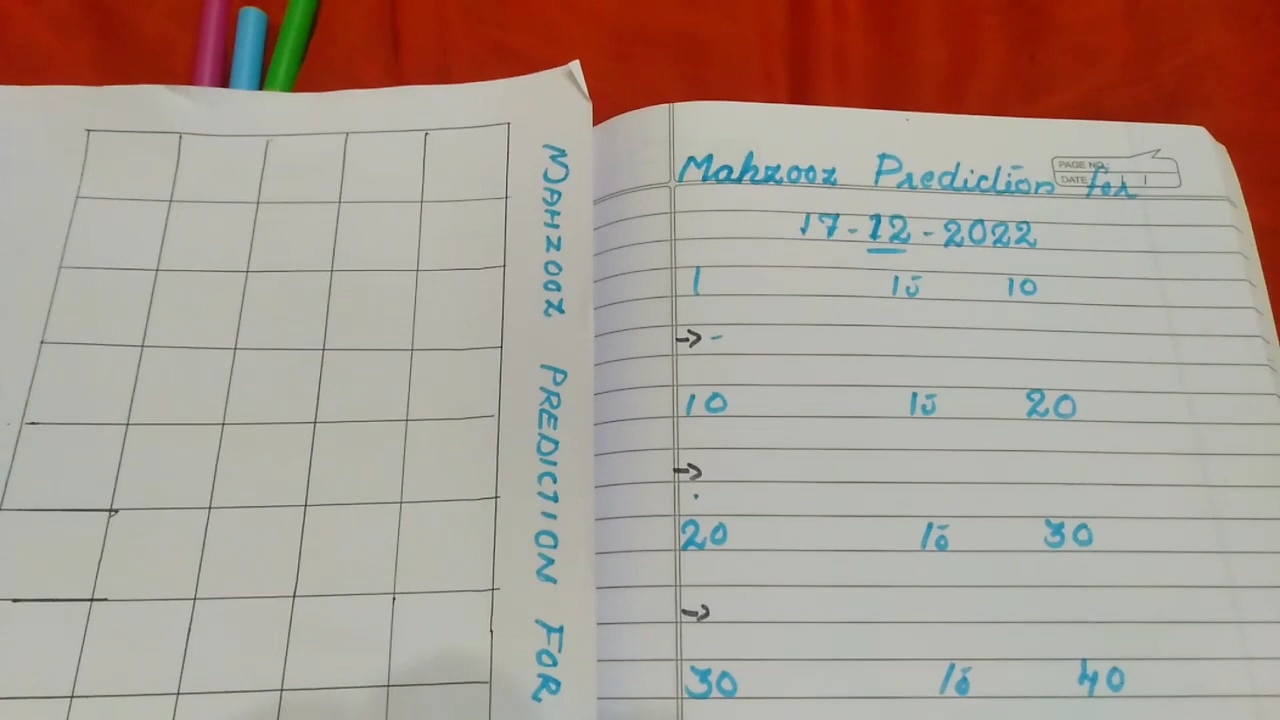 MAHZOOZ PREDICTION FOR
PAGE NO.:
DATE
Mahzooz Prediction for
17-12-2022
1 15 10
→ -
10 15 20
→
20 15 30
→
30 15 40